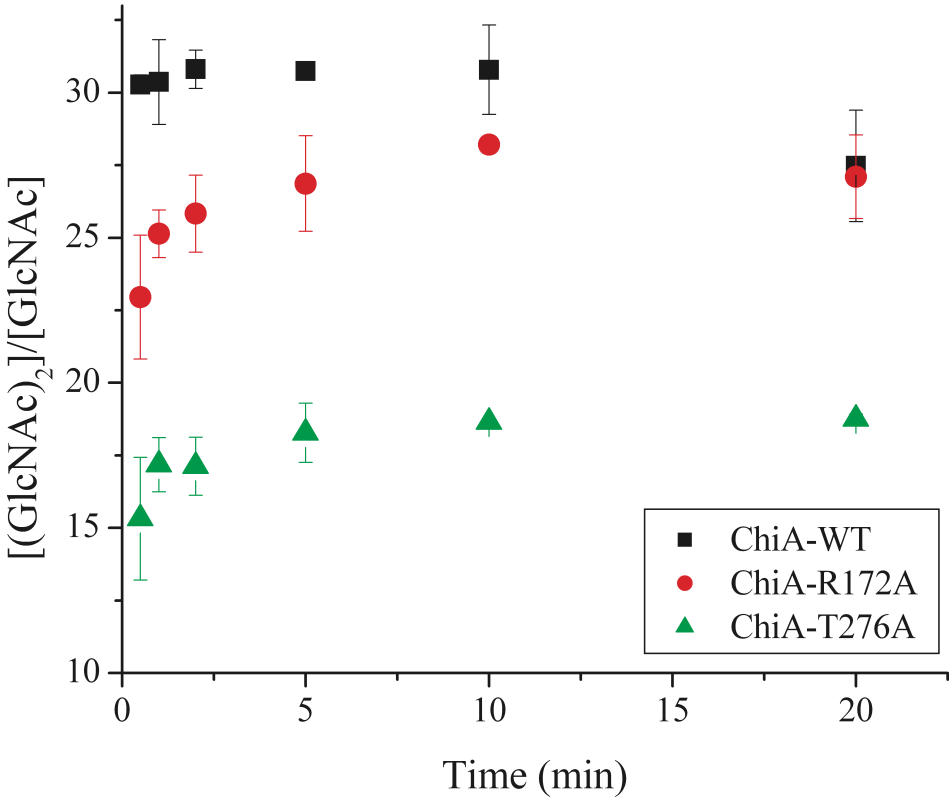 [(GlcNAc)₂]/[GlcNAc]
30
25
20
15
10
0
5
10
15
20
Time (min)
ChiA-WT
ChiA-R172A
ChiA-T276A